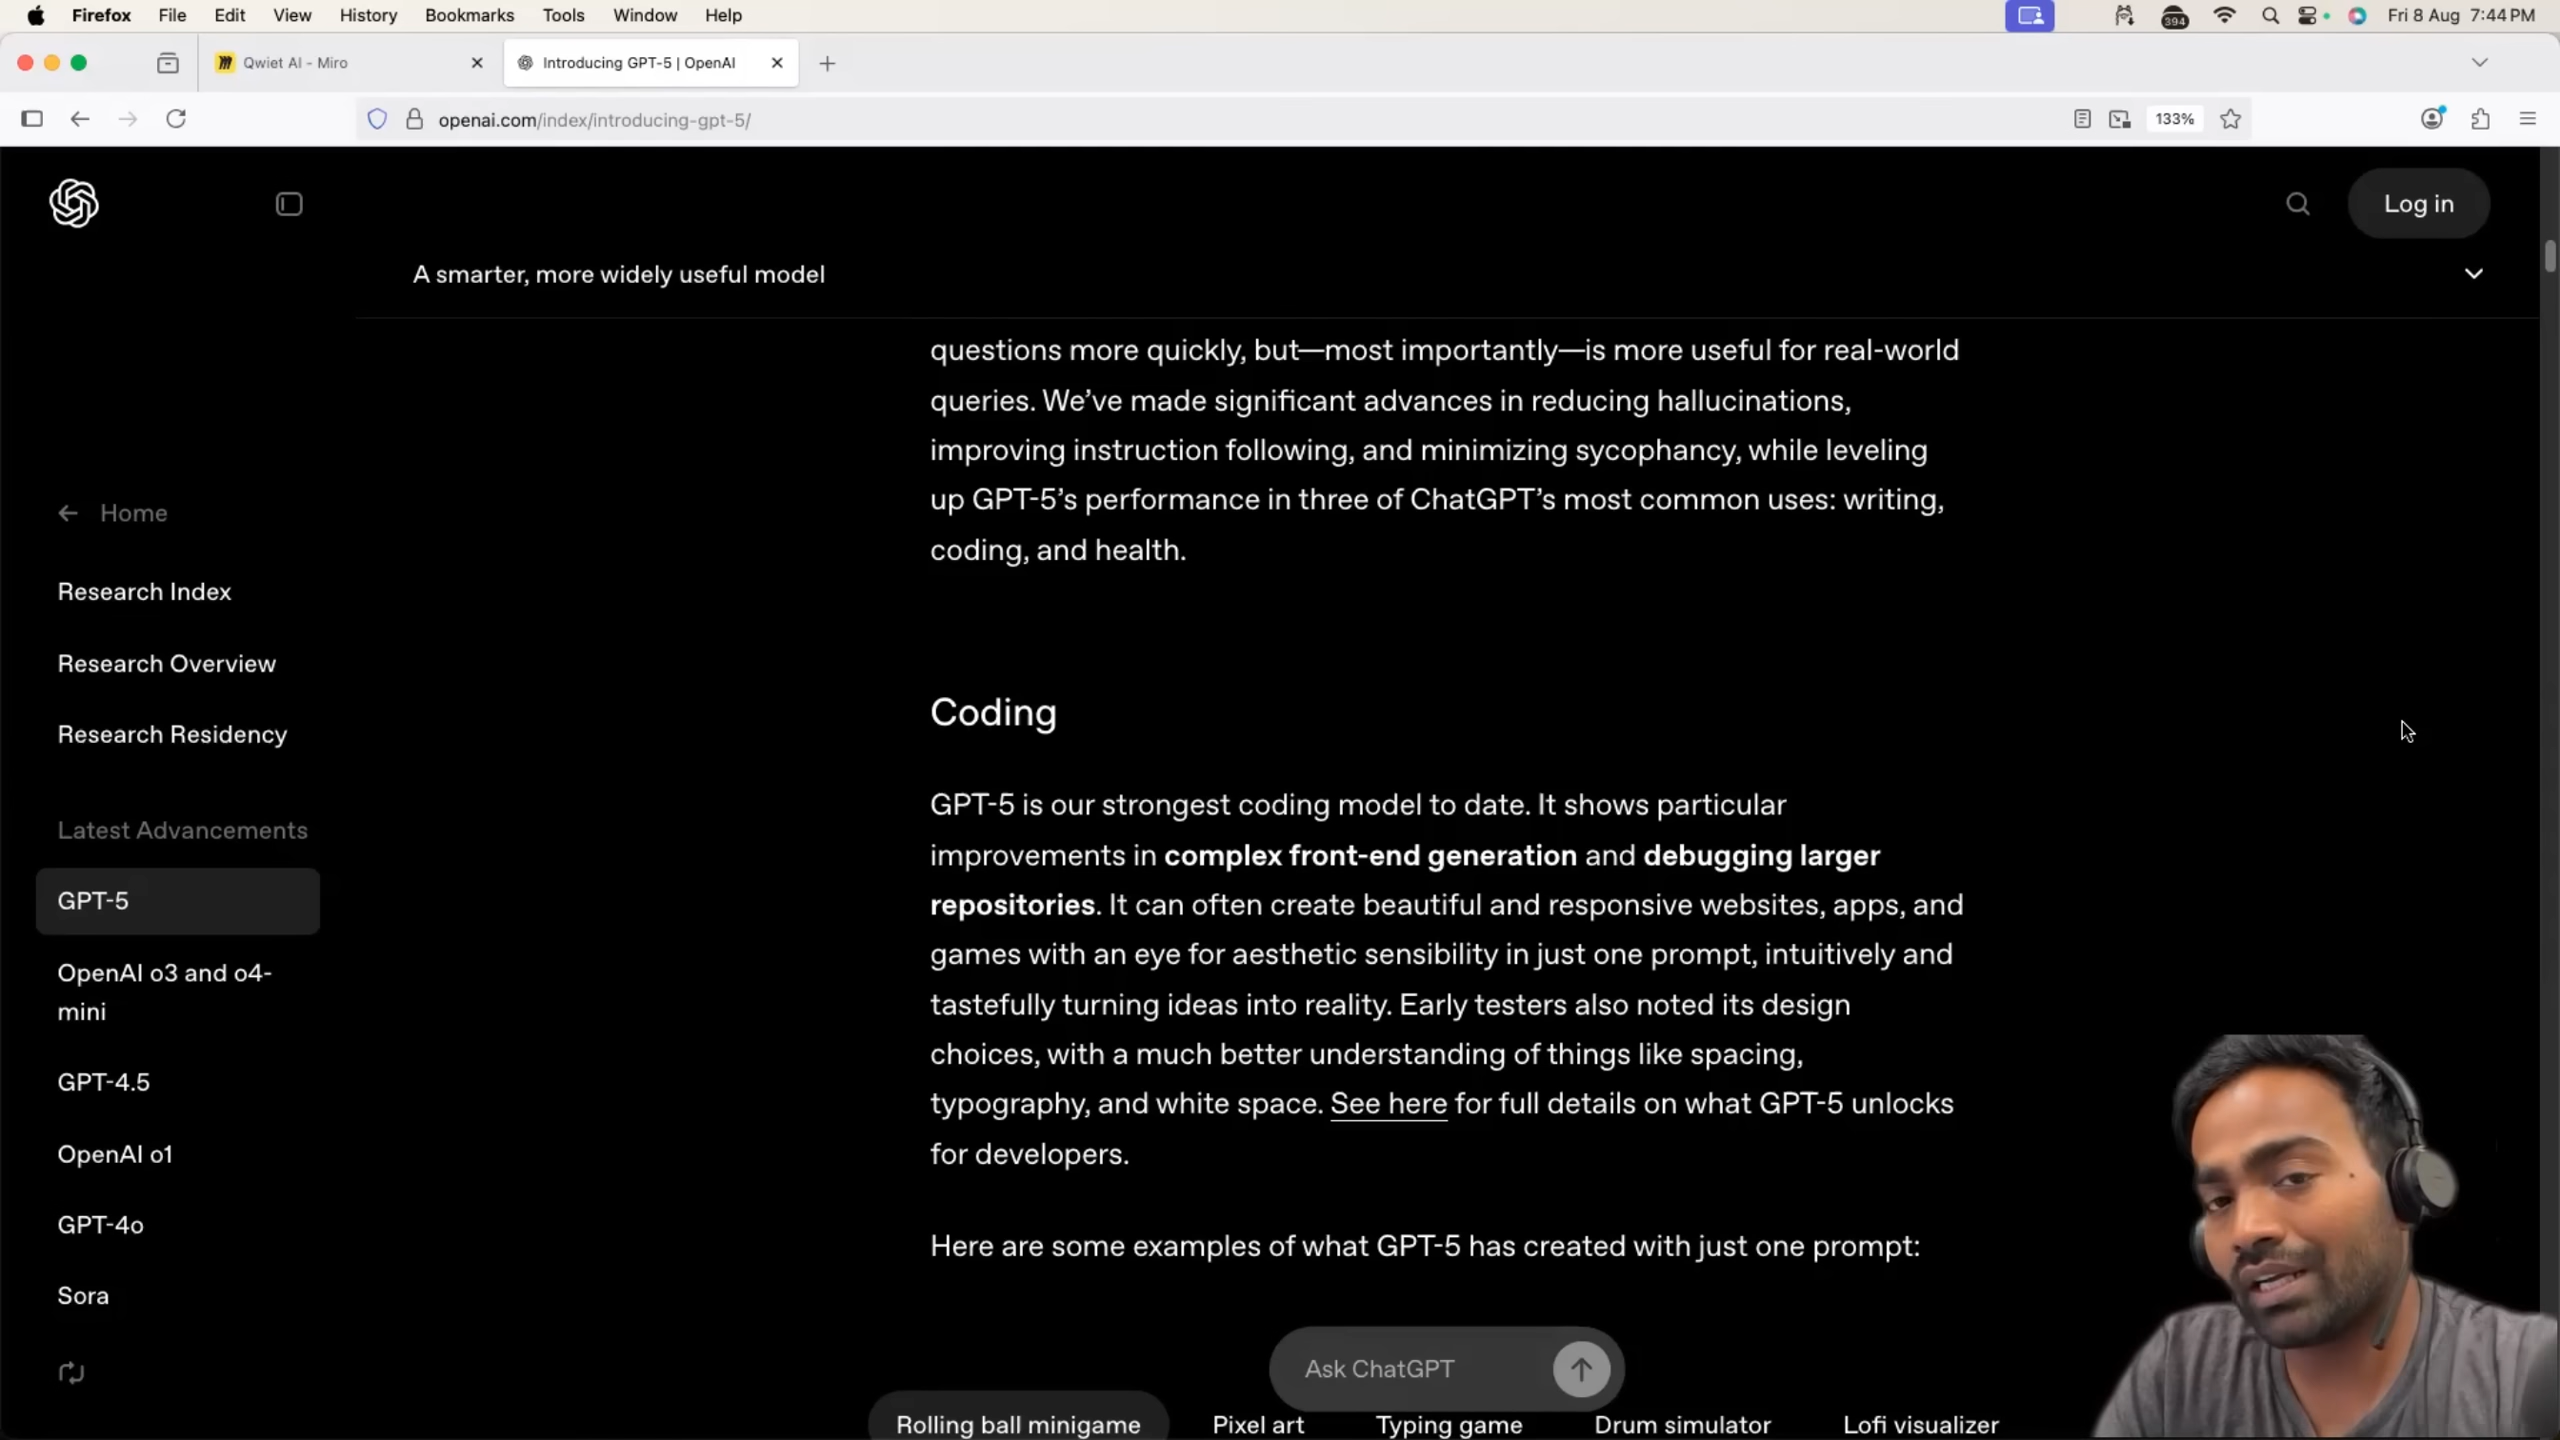 Firefox File Edit View History Bookmarks Tools Window Help
394
Fri 8 Aug 7:44 PM
Qwiet AI - Miro
Introducing GPT-5 | OpenAI
openai.com/index/introducing-gpt-5/
133%
Log in
A smarter, more widely useful model
questions more quickly, but—most importantly—is more useful for real-world
queries. We’ve made significant advances in reducing hallucinations,
improving instruction following, and minimizing sycophancy, while leveling
up GPT-5’s performance in three of ChatGPT’s most common uses: writing,
coding, and health.
Home
Research Index
Research Overview
Research Residency
Latest Advancements
GPT-5
OpenAI o3 and o4-
mini
GPT-4.5
OpenAI o1
GPT-4o
Sora
Coding
GPT-5 is our strongest coding model to date. It shows particular
improvements in complex front-end generation and debugging larger
repositories. It can often create beautiful and responsive websites, apps, and
games with an eye for aesthetic sensibility in just one prompt, intuitively and
tastefully turning ideas into reality. Early testers also noted its design
choices, with a much better understanding of things like spacing,
typography, and white space. See here for full details on what GPT-5 unlocks
for developers.
Here are some examples of what GPT-5 has created with just one prompt:
Ask ChatGPT
Rolling ball minigame Pixel art Typing game Drum simulator Lofi visualizer